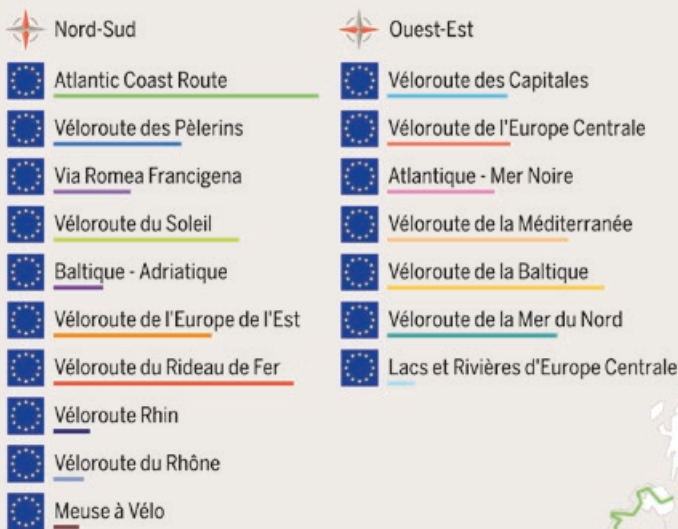 Nord-Sud
Atlantic Coast Route
Véloroute des Pèlerins
Via Romea Francigena
Véloroute du Soleil
Baltique - Adriatique
Véloroute de l'Europe de l'Est
Véloroute du Rideau de Fer
Véloroute Rhin
Véloroute du Rhône
Meuse à Vélo
Ouest-Est
Véloroute des Capitales
Véloroute de l'Europe Centrale
Atlantique - Mer Noire
Véloroute de la Méditerranée
Véloroute de la Baltique
Véloroute de la Mer du Nord
Lacs et Rivières d'Europe Centrale